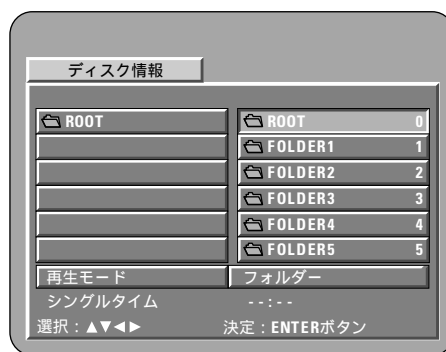 ディスク情報
ROOT ROOT 0
FOLDER1 1
FOLDER2 2
FOLDER3 3
FOLDER4 4
FOLDER5 5
再生モード フォルダー
シングルタイム --:--
選択：▲▼◀▶ 決定：ENTERボタン